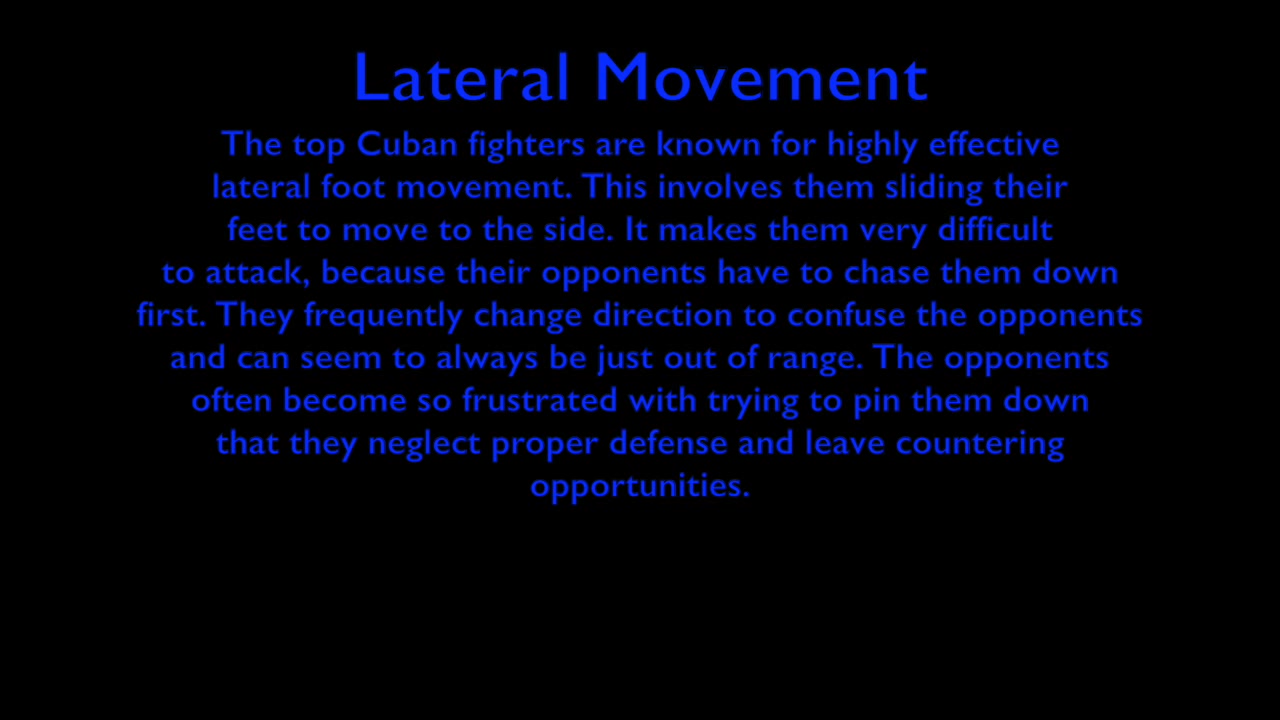 Lateral Movement
The top Cuban fighters are known for highly effective
lateral foot movement. This involves them sliding their
feet to move to the side. It makes them very difficult
to attack, because their opponents have to chase them down
first. They frequently change direction to confuse the opponents
and can seem to always be just out of range. The opponents
often become so frustrated with trying to pin them down
that they neglect proper defense and leave countering
opportunities.